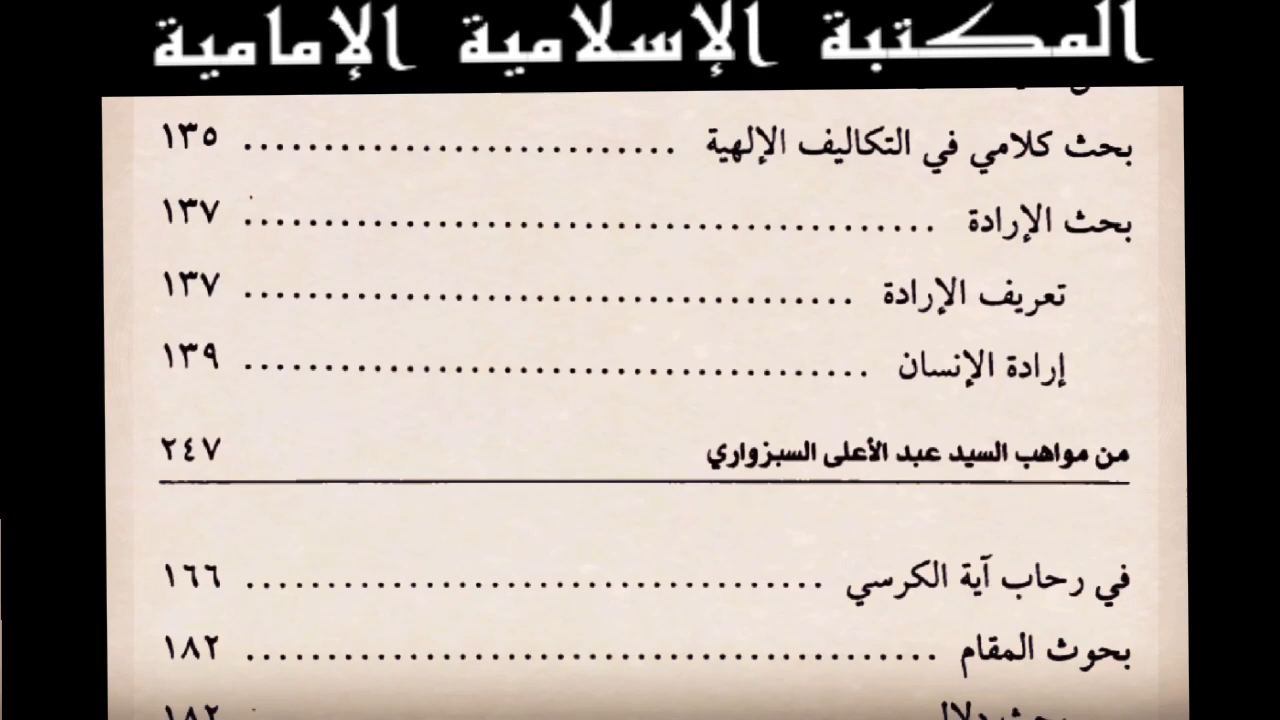 المكتبة الإسلامية الإمامية
بحث كلامي في التكاليف الإلهية ........................... ١٣٥
بحث الإرادة ........................................... ١٣٧
تعريف الإرادة ...................................... ١٣٧
إرادة الإنسان ....................................... ١٣٩
من مواهب السيد عبد الأعلى السبزواري ٢٤٧
في رحاب آية الكرسي .................................... ١٦٦
بحوث المقام ........................................... ١٨٢
١٨٢